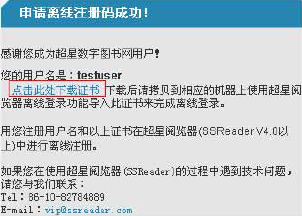 申请离线注册码成功！
感谢您成为超星数字图书网用户！
您的用户名是：testuser
点击此处下载证书 下载后请拷贝到相应的机器上使用超星阅
览器离线登录功能导入此证书来完成离线登录。
用您注册用户名和以上证书在超星阅览器(SSReader V4.0以
上)中进行离线注册。
如果您在使用超星阅览器(SSReader)的过程中遇到技术问题，
请您与我们联系：
Tel：86-10-82784889
E-mail：vip@ssreader.com